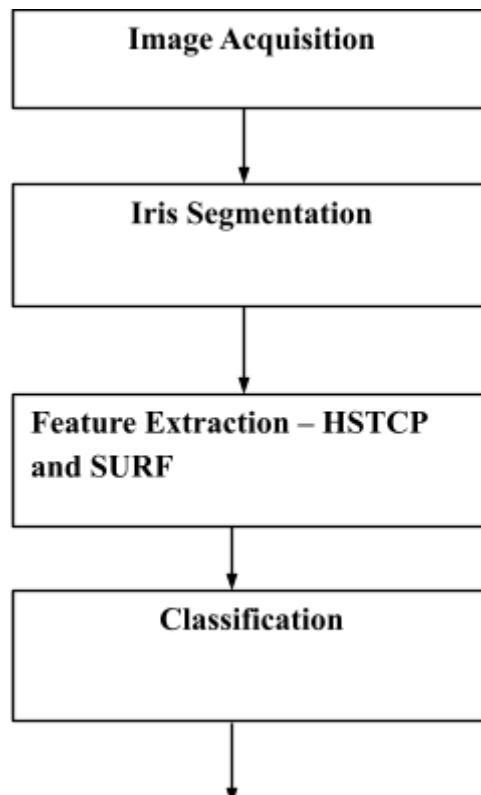 Image Acquisition
Iris Segmentation
Feature Extraction – HSTCP
and SURF
Classification